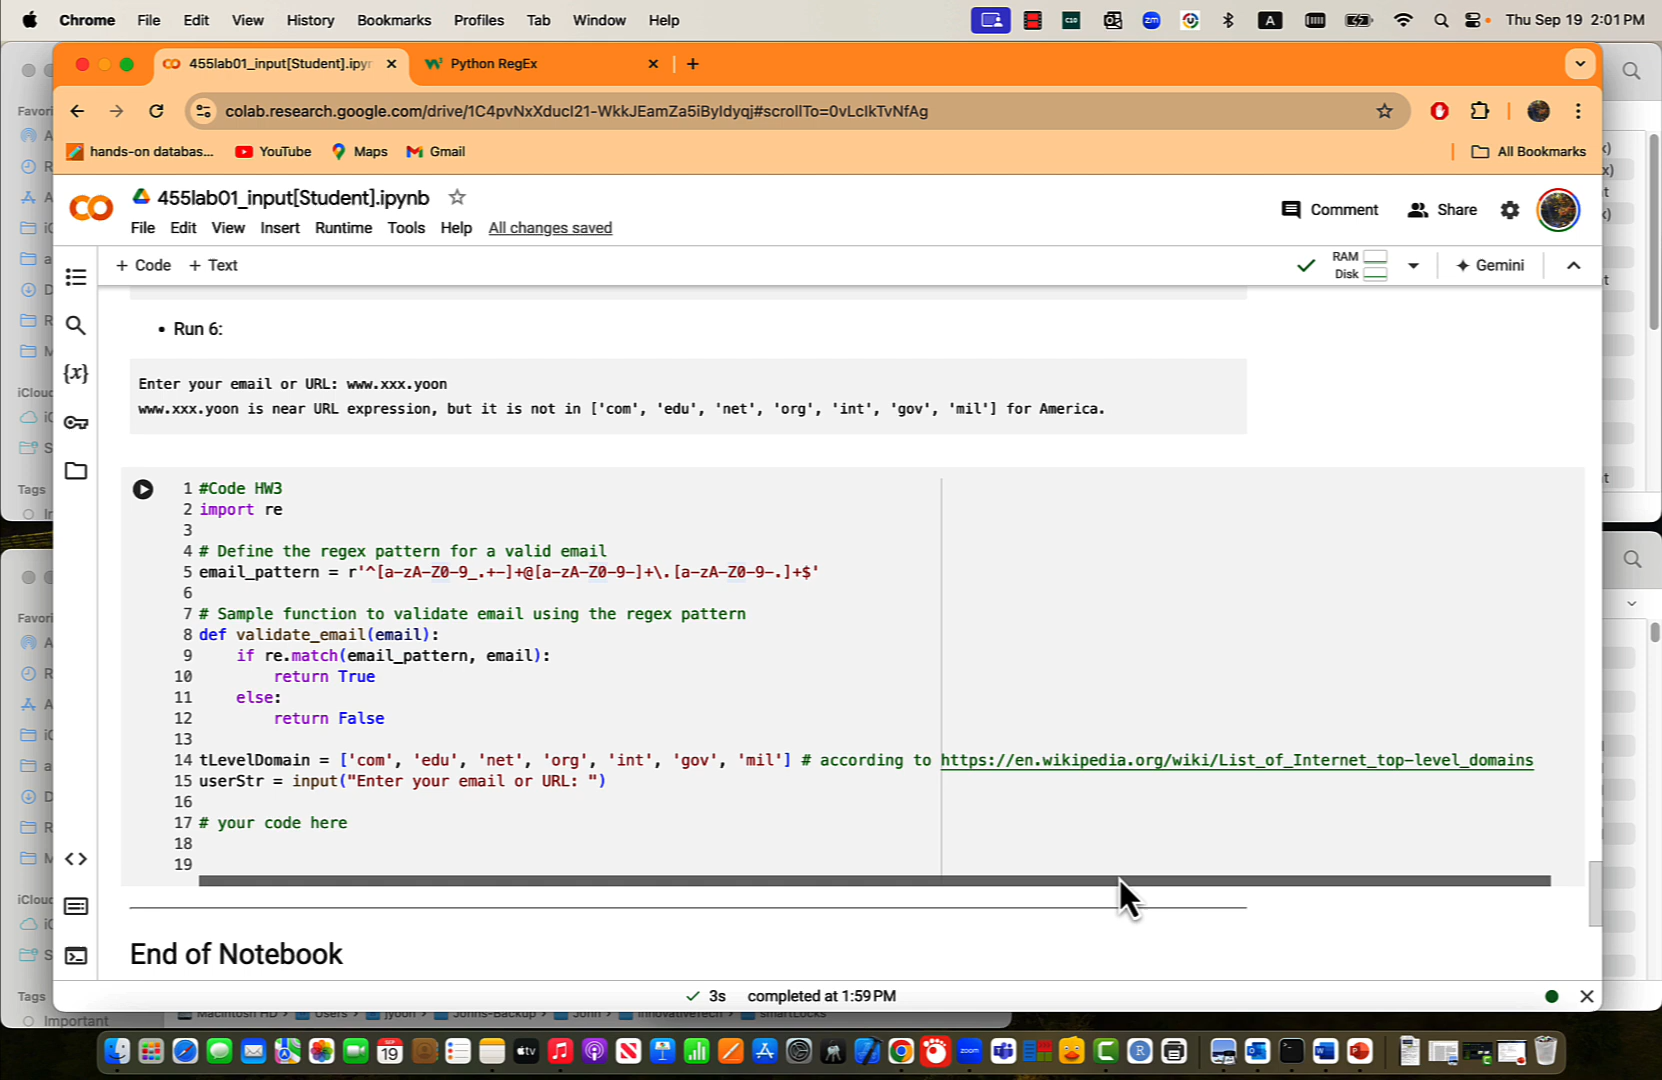 Chrome File Edit View History Bookmarks Profiles Tab Window Help Thu Sep 19 2:01PM
455lab01_input[Student].ipy Python RegEx
colab.research.google.com/drive/1C4pvNxXducI21-WkkJEamZa5iByIdyqj#scrollTo=0vLcIkTvNfAg
hands-on databas... YouTube Maps Gmail All Bookmarks
455lab01_input[Student].ipynb
Comment Share
File Edit View Insert Runtime Tools Help All changes saved
+ Code + Text RAM Disk Gemini
• Run 6:
Enter your email or URL: www.xxx.yoon
www.xxx.yoon is near URL expression, but it is not in ['com', 'edu', 'net', 'org', 'int', 'gov', 'mil'] for America.
1 #Code HW3
2 import re
3
4 # Define the regex pattern for a valid email
5 email_pattern = r'^[a-zA-Z0-9_.+-]+@[a-zA-Z0-9-]+\.[a-zA-Z0-9-.]+$'
6
7 # Sample function to validate email using the regex pattern
8 def validate_email(email):
9 if re.match(email_pattern, email):
10 return True
11 else:
12 return False
13
14 tLevelDomain = ['com', 'edu', 'net', 'org', 'int', 'gov', 'mil'] # according to https://en.wikipedia.org/wiki/List_of_Internet_top-level_domains
15 userStr = input("Enter your email or URL: ")
16
17 # your code here
18
19
End of Notebook
3s completed at 1:59 PM
Tags
Important